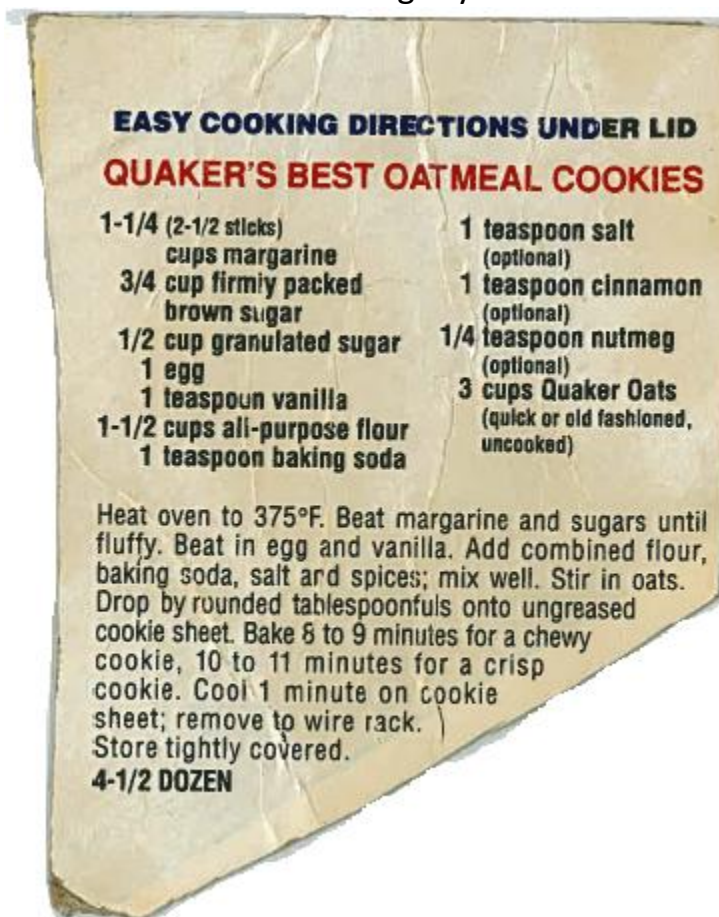 EASY COOKING DIRECTIONS UNDER LID
QUAKER'S BEST OATMEAL COOKIES
1-1/4 (2-1/2 sticks)
cups margarine
3/4 cup firmly packed
brown sugar
1/2 cup granulated sugar
1 egg
1 teaspoon vanilla
1-1/2 cups all-purpose flour
1 teaspoon baking soda
1 teaspoon salt
(optional)
1 teaspoon cinnamon
(optional)
1/4 teaspoon nutmeg
(optional)
3 cups Quaker Oats
(quick or old fashioned,
uncooked)
Heat oven to 375°F. Beat margarine and sugars until
fluffy. Beat in egg and vanilla. Add combined flour,
baking soda, salt and spices; mix well. Stir in oats.
Drop by rounded tablespoonfuls onto ungreased
cookie sheet. Bake 8 to 9 minutes for a chewy
cookie, 10 to 11 minutes for a crisp
cookie. Cool 1 minute on cookie
sheet; remove to wire rack.
Store tightly covered.
4-1/2 DOZEN